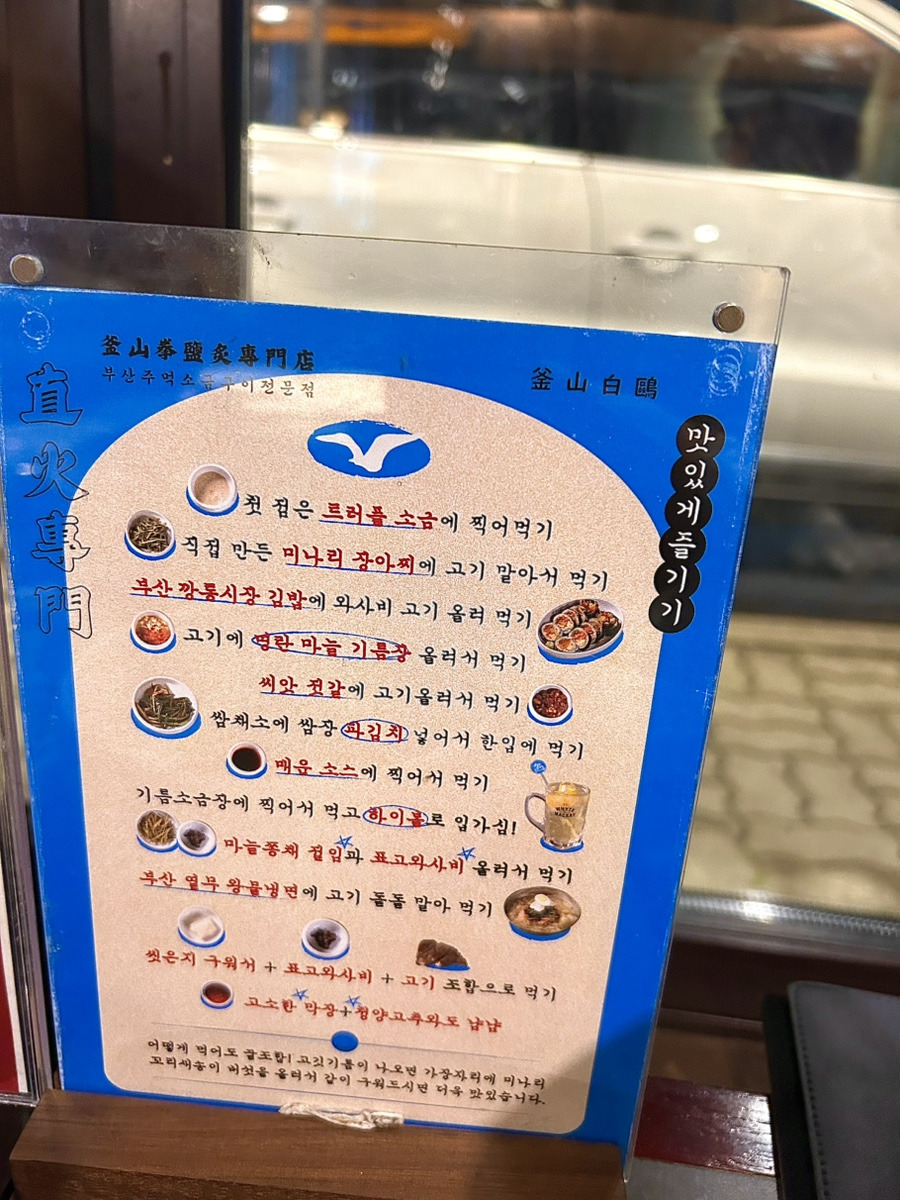 釜山拳鹽炙專門店
부산주먹소금구이전문점
釜山白鷗
直火專門
맛있게즐기기
첫 점은 트러플 소금에 찍어먹기
직접 만든 미나리 장아찌에 고기 말아서 먹기
부산 깡통시장 김밥에 와사비 고기 올려 먹기
고기에 명란 마늘 기름장 올려서 먹기
씨앗 젓갈에 고기올려서 먹기
쌈채소에 쌈장 파김치 넣어서 한입에 먹기
매운 소스에 찍어서 먹기
기름소금장에 찍어서 먹고 하이볼로 입가심!
마늘쫑채 절임과 표고와사비 올려서 먹기
부산 열무 왕물냉면에 고기 돌돌 말아 먹기
씻은지 구워서 + 표고와사비 + 고기 조합으로 먹기
고소한 막장+청양고추와도 냠냠
어떻게 먹어도 꿀조합! 고깃기름이 나오면 가장자리에 미나리
꼬리새송이 버섯을 올려서 같이 구워드시면 더욱 맛있습니다.